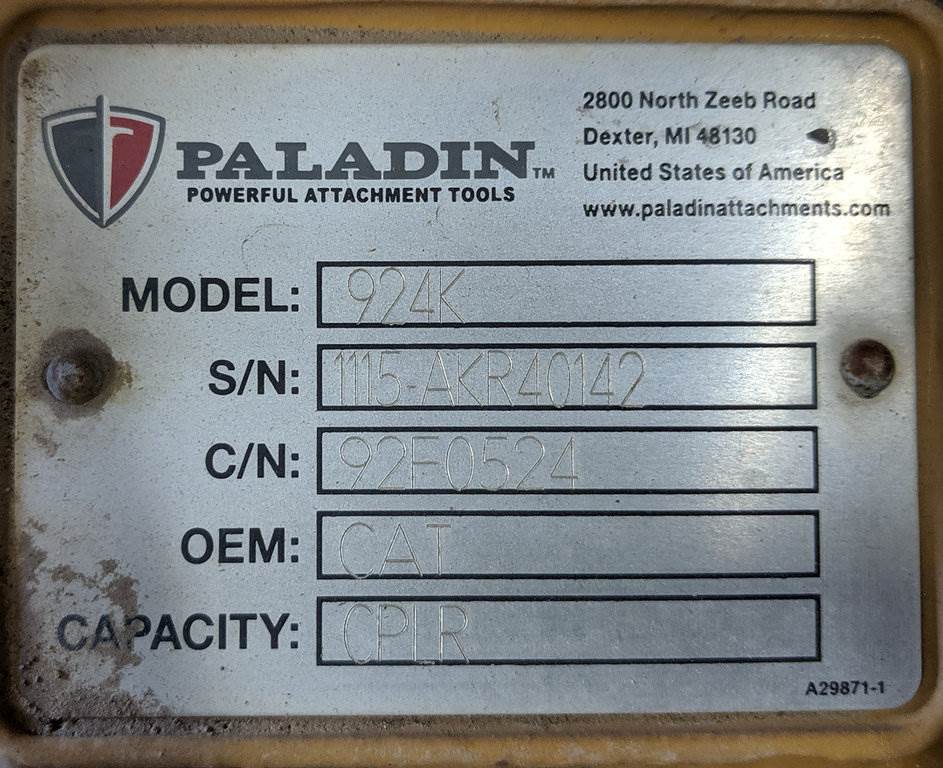 2800 North Zeeb Road
Dexter, MI 48130
United States of America
www.paladinattachments.com
PALADIN™
POWERFUL ATTACHMENT TOOLS
MODEL: 924K
S/N: 1115-AKR40142
C/N: 92F0524
OEM: CAT
CAPACITY: CPLR
A29871-1